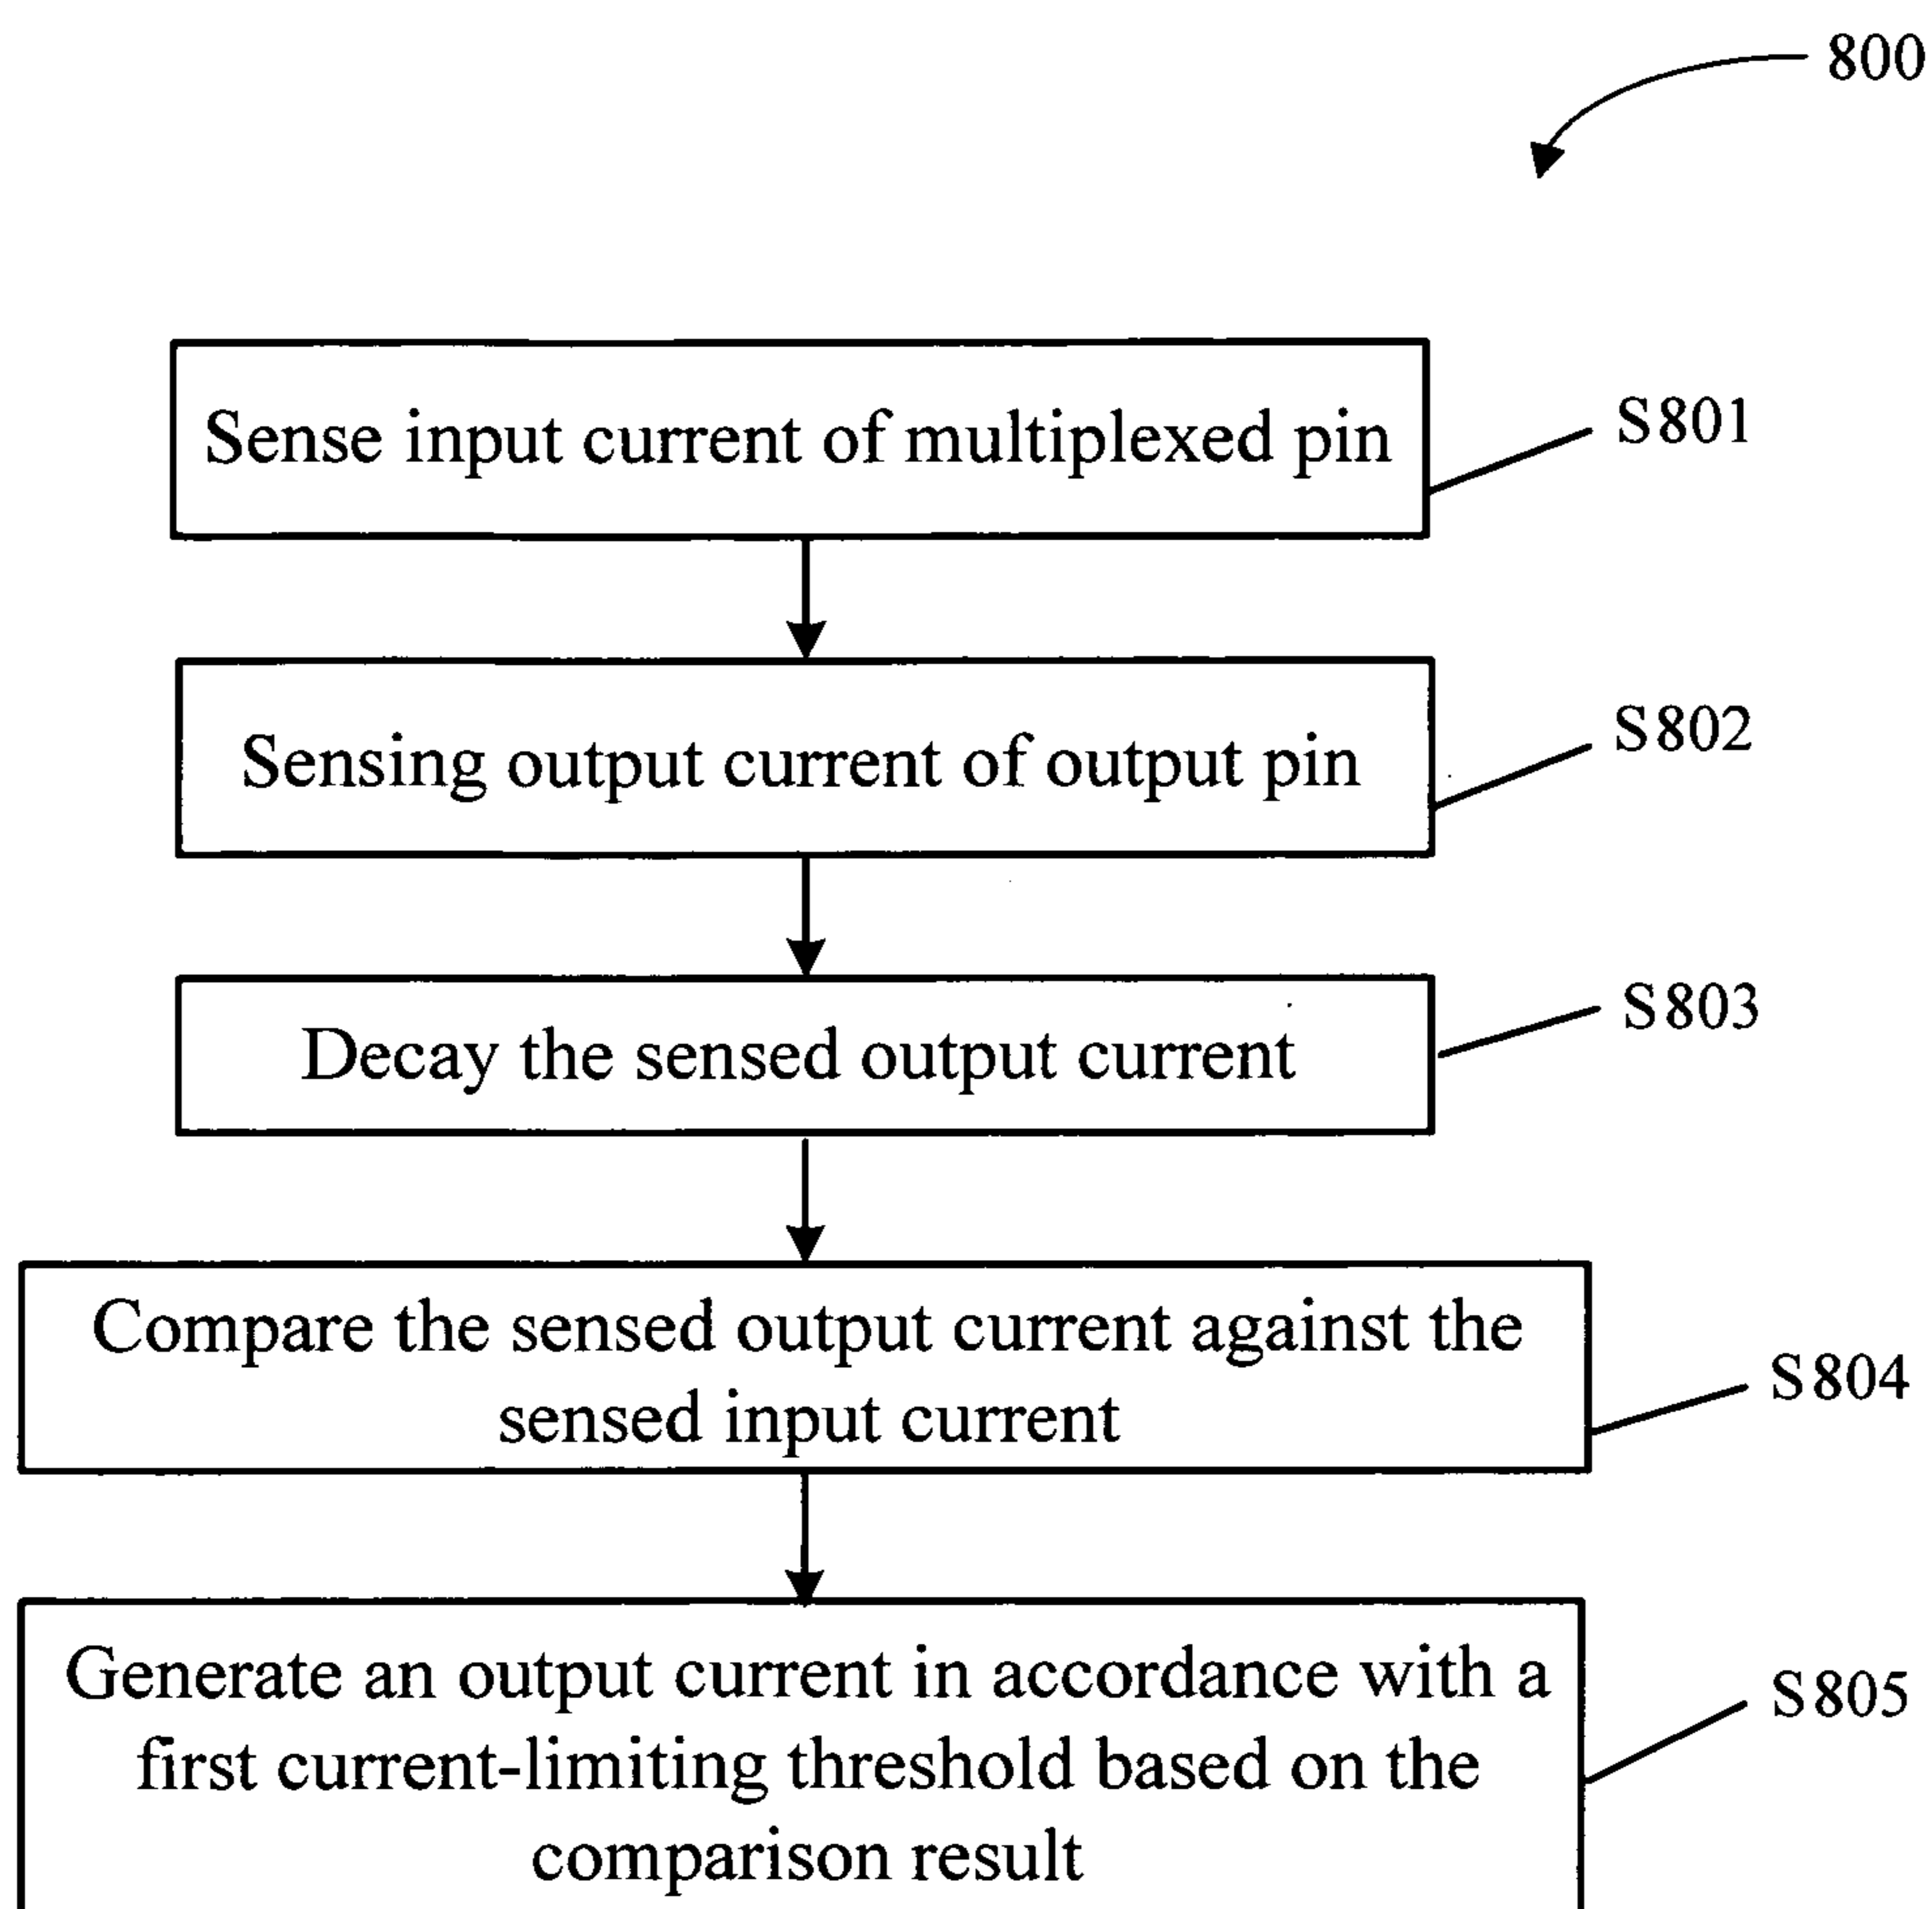 800
Sense input current of multiplexed pin
S801
Sensing output current of output pin
S802
Decay the sensed output current
S803
Compare the sensed output current against the
sensed input current
S804
Generate an output current in accordance with a
first current-limiting threshold based on the
comparison result
S805